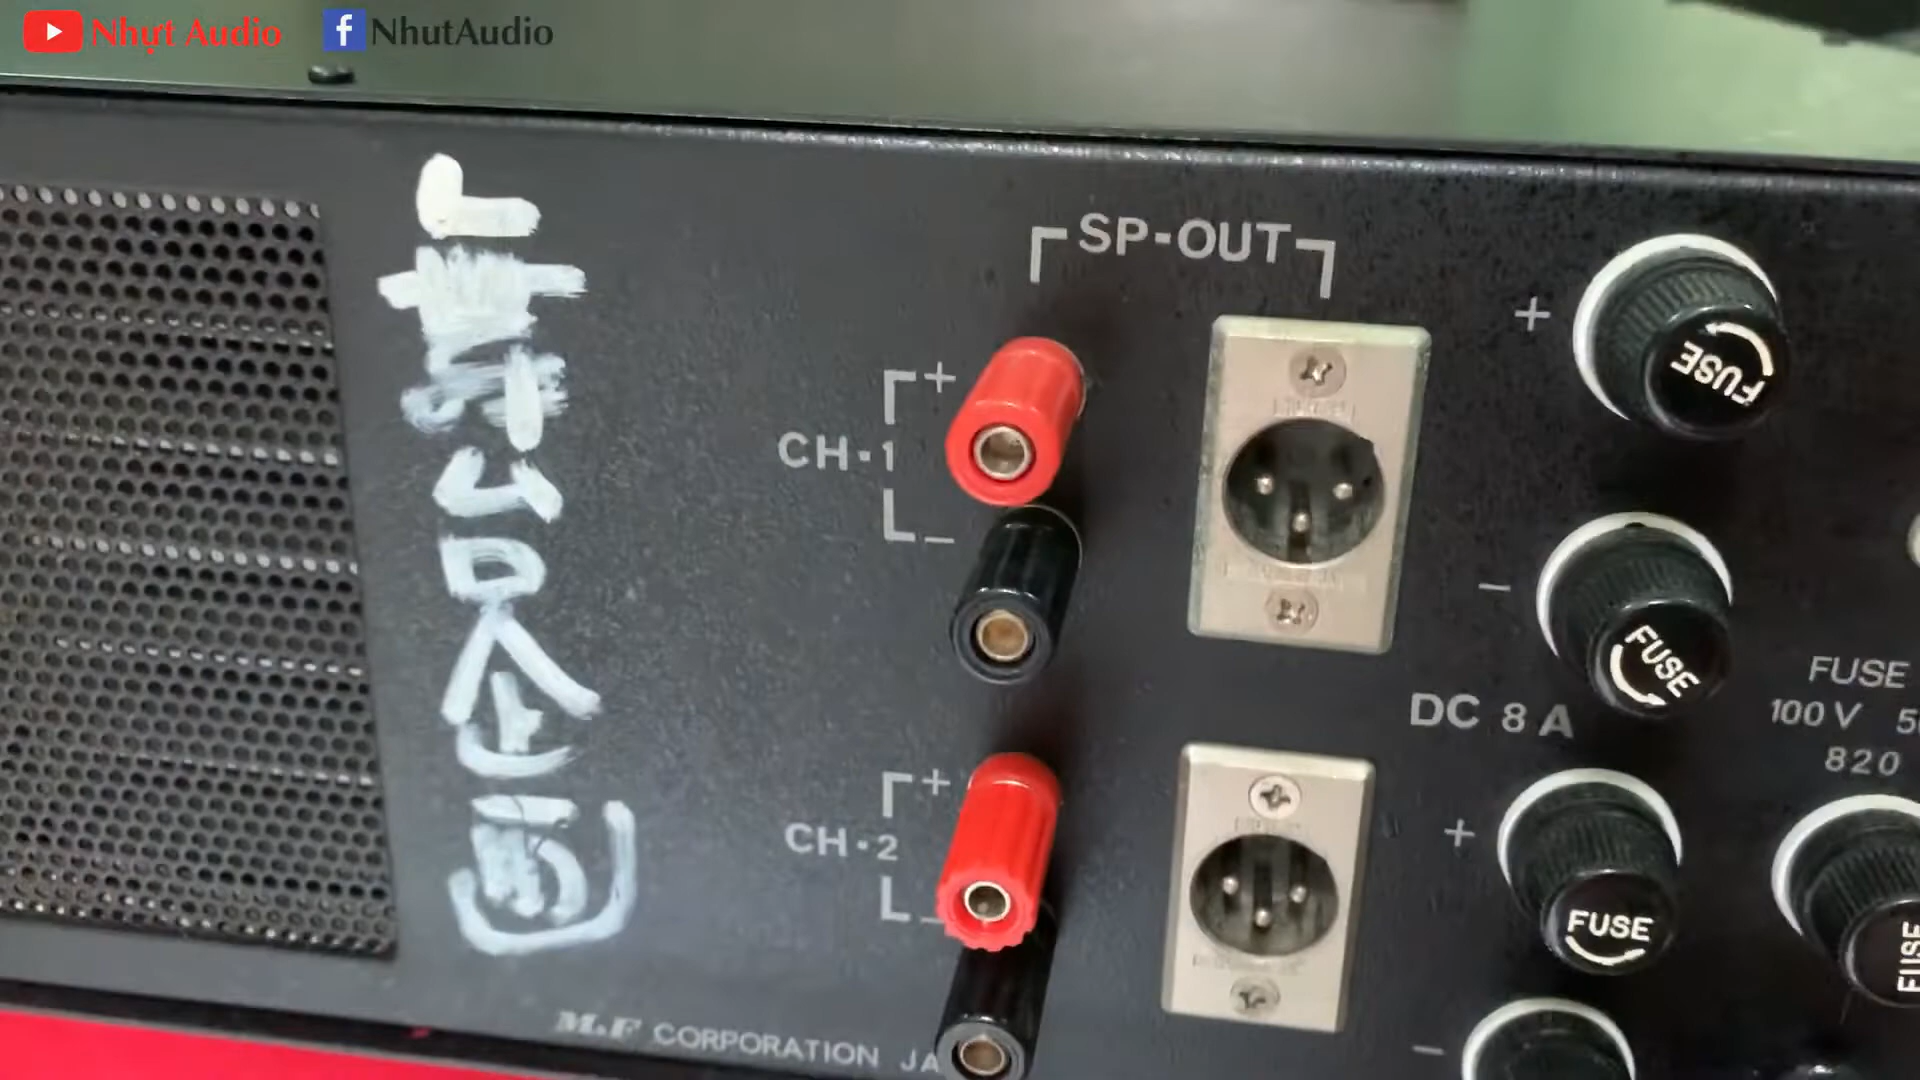 Nhựt Audio
NhutAudio
SP-OUT
+
FUSE
CH-1
+
−
−
FUSE
DC 8 A
FUSE
100 V
820
CH-2
+
−
+
FUSE
FUSE
−
M&F CORPORATION JA